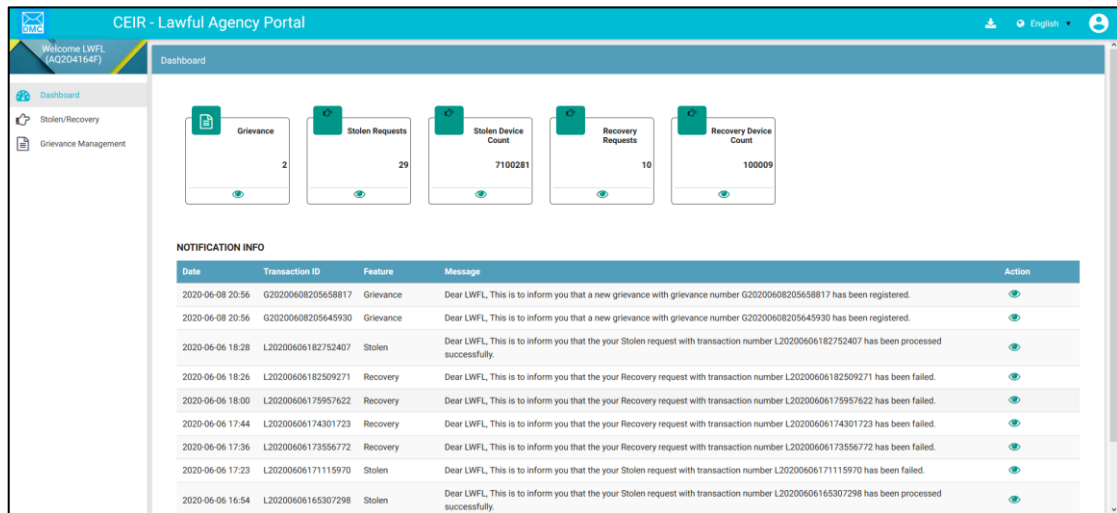 DMC
CEIR - Lawful Agency Portal
English
Welcome LWFL
(AQ204164F)
Dashboard
Dashboard
Stolen/Recovery
Grievance Management
Grievance
2
Stolen Requests
29
Stolen Device
Count
7100281
Recovery
Requests
10
Recovery Device
Count
100009
NOTIFICATION INFO
Date Transaction ID Feature Message Action
2020-06-08 20:56 G20200608205658817 Grievance Dear LWFL, This is to inform you that a new grievance with grievance number G20200608205658817 has been registered.
2020-06-08 20:56 G20200608205645930 Grievance Dear LWFL, This is to inform you that a new grievance with grievance number G20200608205645930 has been registered.
2020-06-06 18:28 L20200606182752407 Stolen Dear LWFL, This is to inform you that the your Stolen request with transaction number L20200606182752407 has been processed
successfully.
2020-06-06 18:26 L20200606182509271 Recovery Dear LWFL, This is to inform you that the your Recovery request with transaction number L20200606182509271 has been failed.
2020-06-06 18:00 L20200606175957622 Recovery Dear LWFL, This is to inform you that the your Recovery request with transaction number L20200606175957622 has been failed.
2020-06-06 17:44 L20200606174301723 Recovery Dear LWFL, This is to inform you that the your Recovery request with transaction number L20200606174301723 has been failed.
2020-06-06 17:36 L20200606173556772 Recovery Dear LWFL, This is to inform you that the your Recovery request with transaction number L20200606173556772 has been failed.
2020-06-06 17:23 L20200606171115970 Stolen Dear LWFL, This is to inform you that the your Stolen request with transaction number L20200606171115970 has been failed.
2020-06-06 16:54 L20200606165307298 Stolen Dear LWFL, This is to inform you that the your Stolen request with transaction number L20200606165307298 has been processed
successfully.